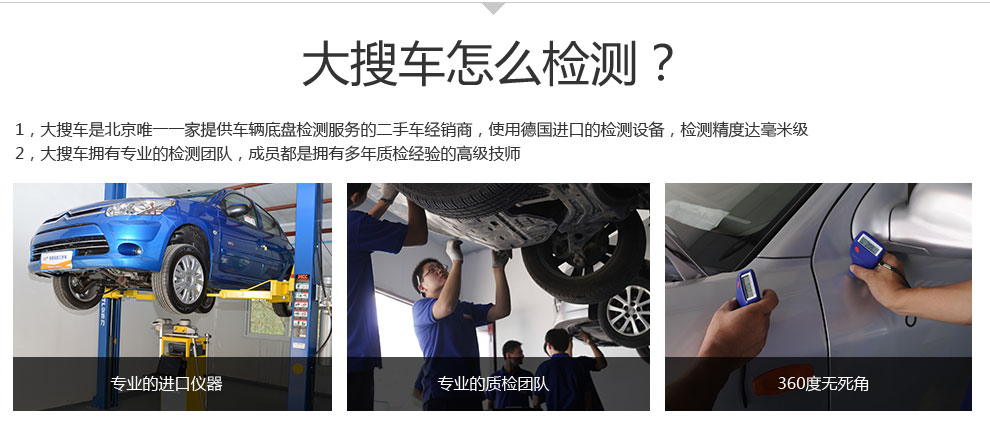 大搜车怎么检测？
1，大搜车是北京唯一一家提供车辆底盘检测服务的二手车经销商，使用德国进口的检测设备，检测精度达毫米级
2，大搜车拥有专业的检测团队，成员都是拥有多年质检经验的高级技师
专业的进口仪器
专业的质检团队
360度无死角